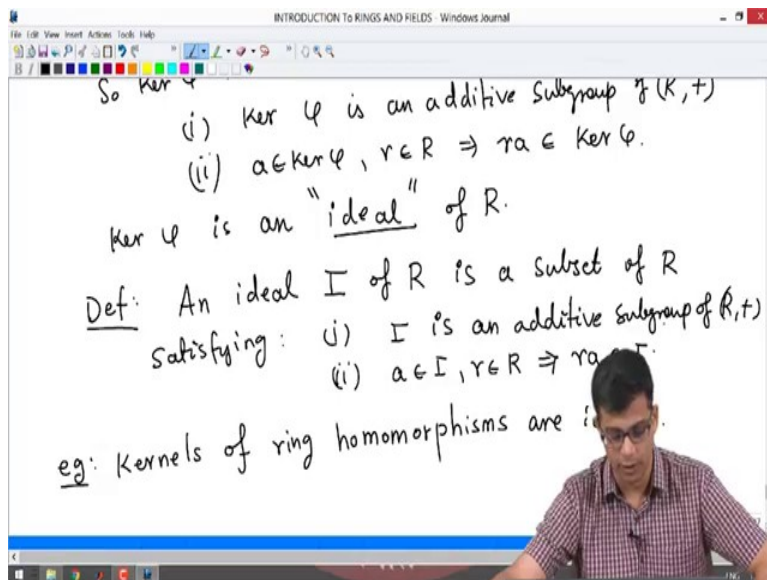 INTRODUCTION To RINGS AND FIELDS - Windows Journal
File Edit View Insert Actions Tools Help
So Ker φ
(i) Ker φ is an additive subgroup of (R, +)
(ii) a ∈ Ker φ, r ∈ R ⇒ ra ∈ Ker φ.
Ker φ is an "ideal" of R.
Def: An ideal I of R is a subset of R
satisfying: (i) I is an additive subgroup of (R, +)
(ii) a ∈ I, r ∈ R ⇒ ra
eg: Kernels of ring homomorphisms are